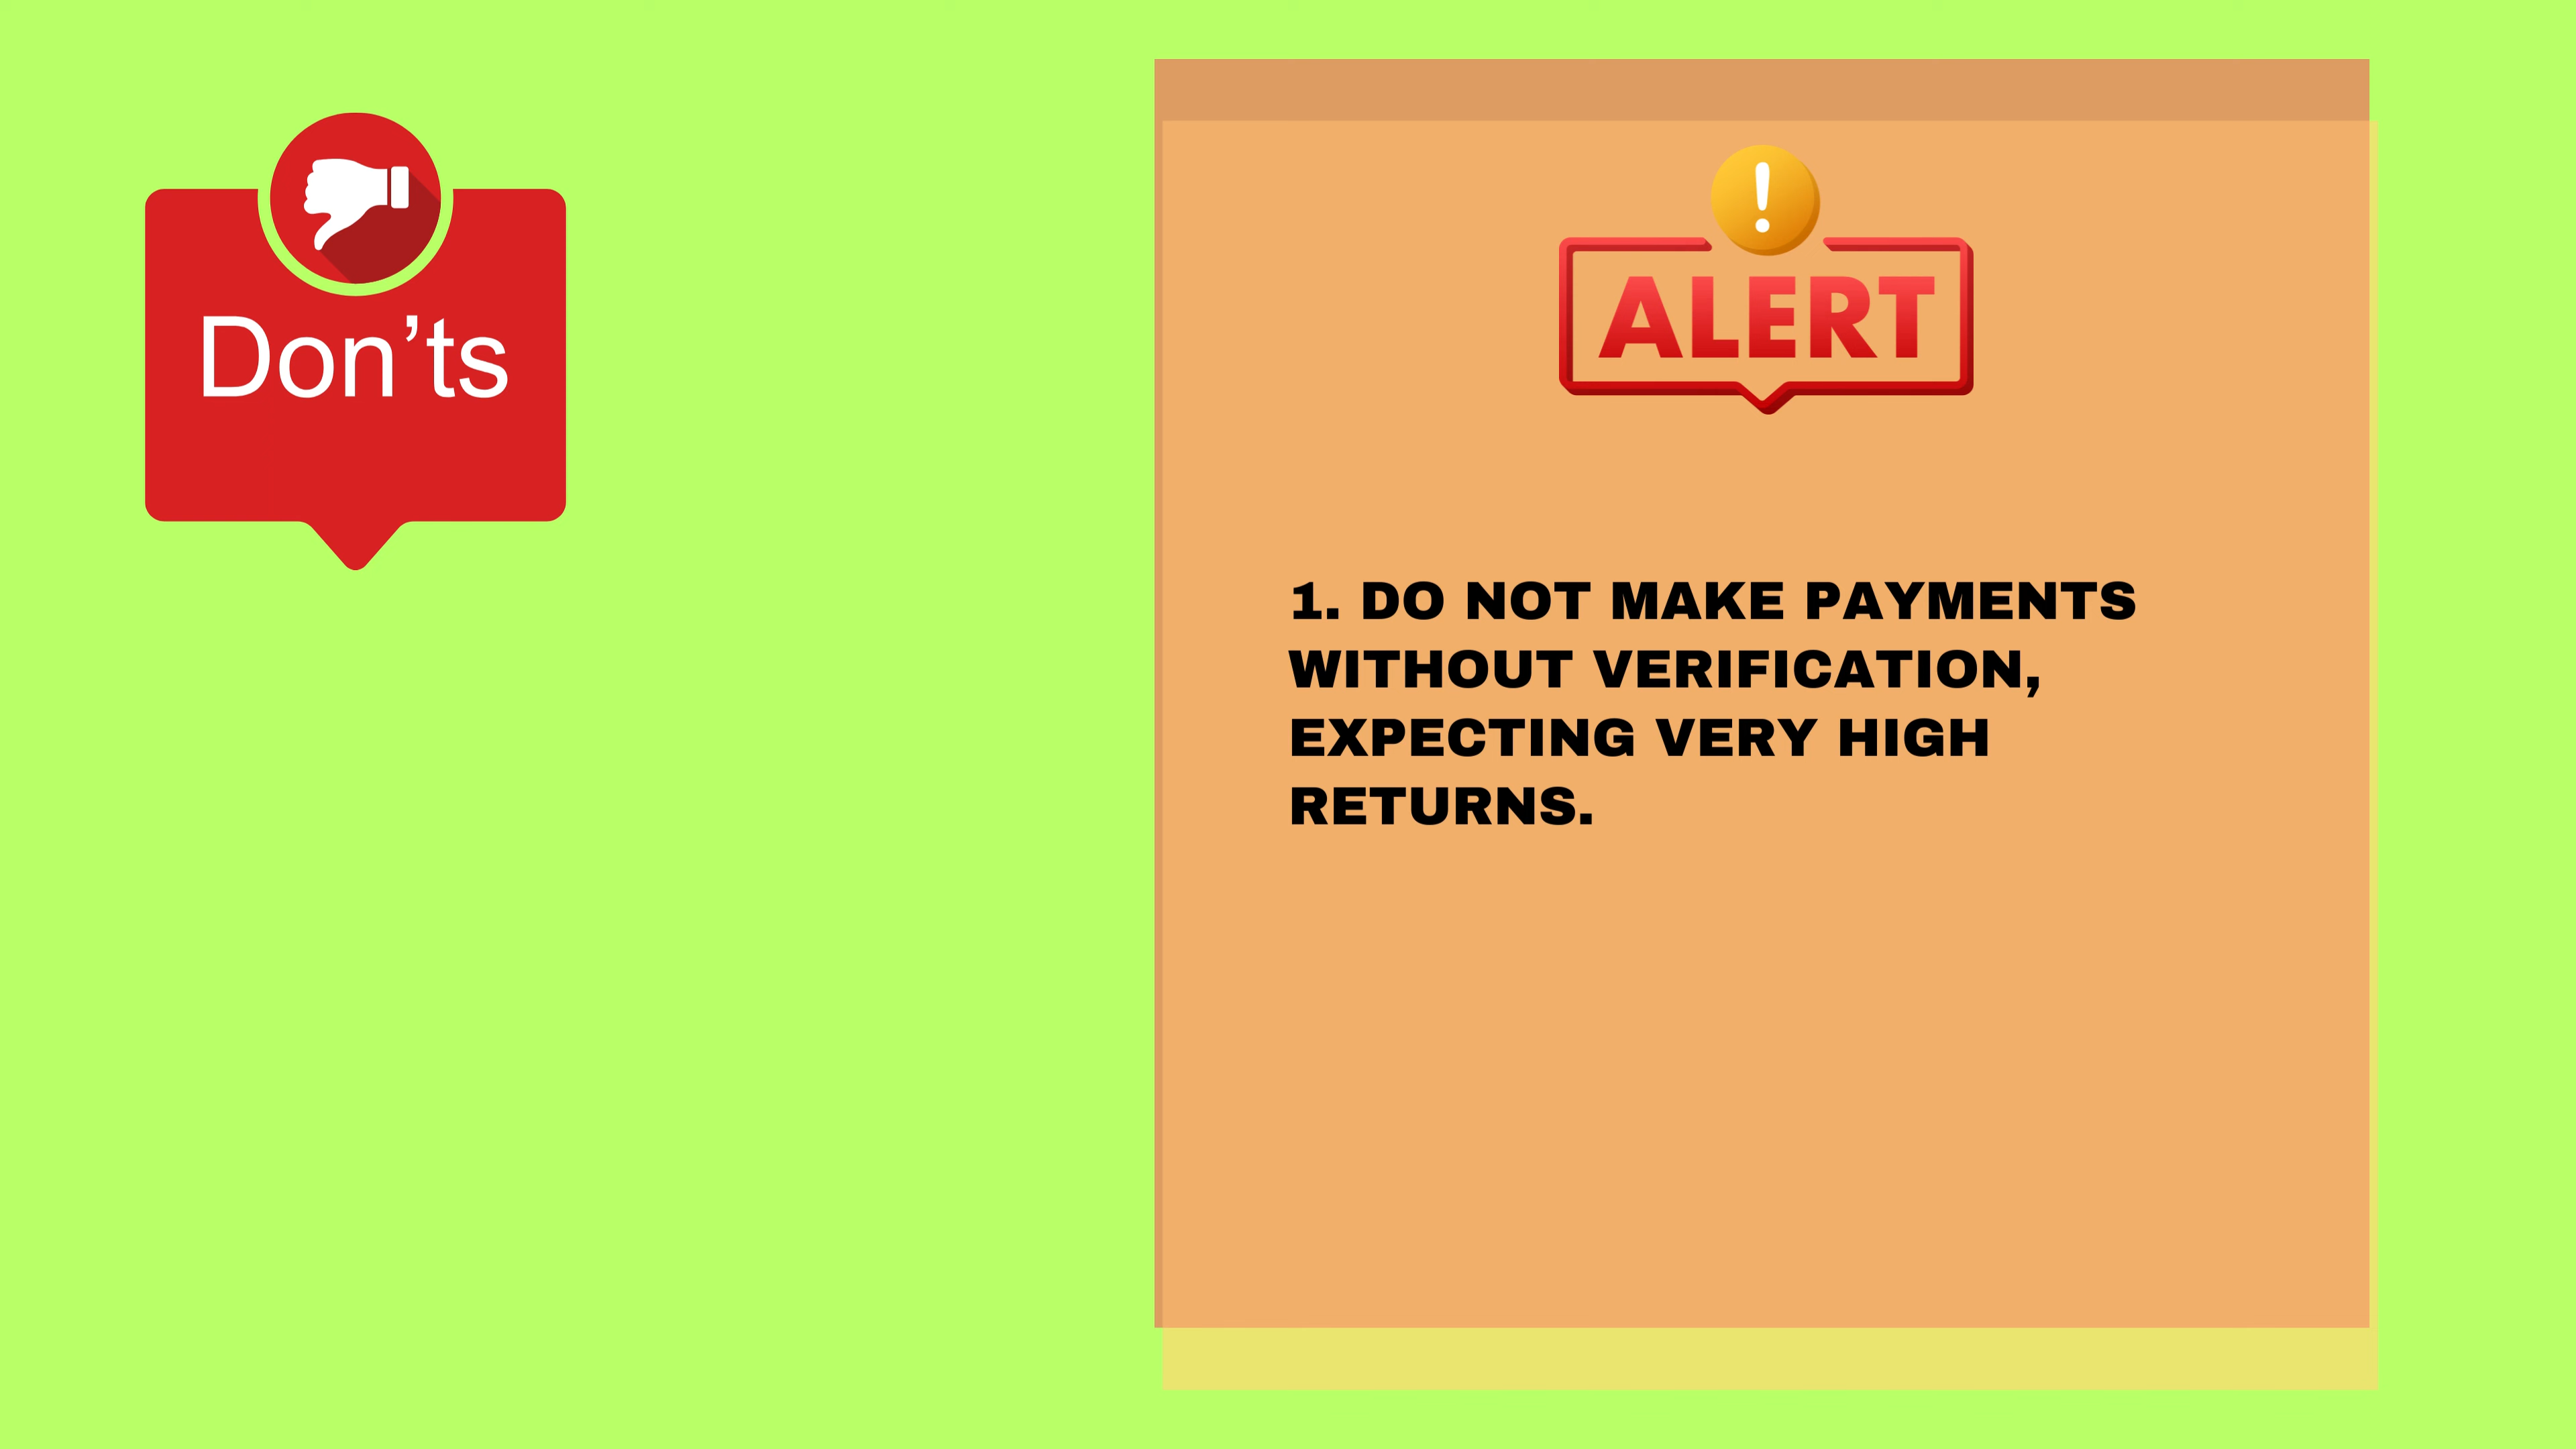 Don’ts
!
ALERT
1. DO NOT MAKE PAYMENTS
WITHOUT VERIFICATION,
EXPECTING VERY HIGH
RETURNS.